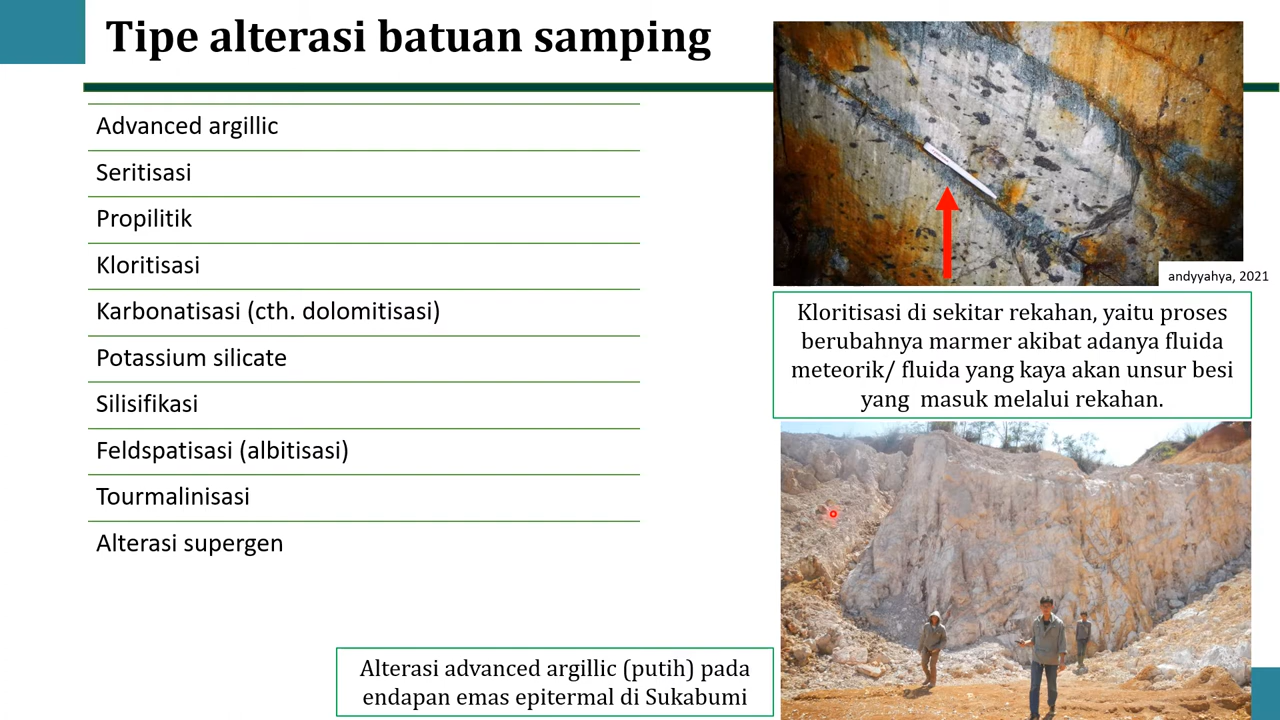 Tipe alterasi batuan samping
Advanced argillic
Seritisasi
Propilitik
Kloritisasi
Karbonatisasi (cth. dolomitisasi)
Potassium silicate
Silisifikasi
Feldspatisasi (albitisasi)
Tourmalinisasi
Alterasi supergen
andyyahya, 2021
Kloritisasi di sekitar rekahan, yaitu proses
berubahnya marmer akibat adanya fluida
meteorik/ fluida yang kaya akan unsur besi
yang masuk melalui rekahan.
Alterasi advanced argillic (putih) pada
endapan emas epitermal di Sukabumi